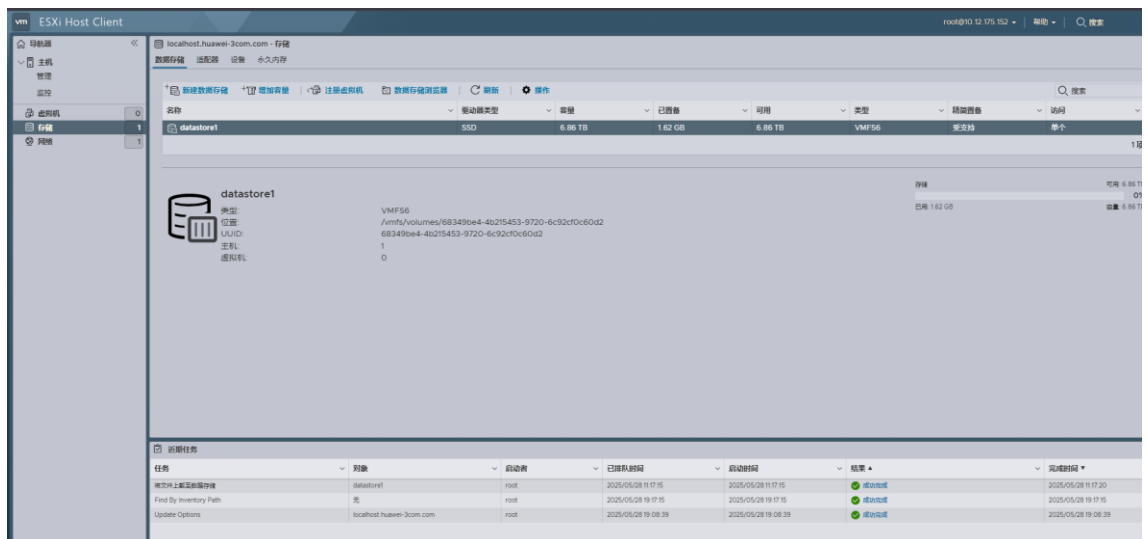 vm ESXi Host Client
root@10.12.175.152 | 帮助 | 搜索
导航器
主机
管理
监控
虚拟机 0
存储 1
网络 1
localhost.huawei-3com.com - 存储
数据存储 适配器 设备 永久内存
新建数据存储 增加容量 | 注册虚拟机 数据存储浏览器 | 刷新 | 操作
搜索
名称 驱动器类型 容量 已置备 可用 类型 精简置备 访问
datastore1 SSD 6.86 TB 1.62 GB 6.86 TB VMFS6 受支持 单个
1 项
datastore1
类型: VMFS6
位置: /vmfs/volumes/68349be4-4b215453-9720-6c92cf0c60d2
UUID: 68349be4-4b215453-9720-6c92cf0c60d2
主机: 1
虚拟机: 0
存储 可用: 6.86 T
0%
已用: 1.62 GB 容量: 6.86 T
近期任务
任务 对象 启动者 已排队时间 启动时间 结果 ▲ 完成时间 ▼
将文件上载至数据存储 datastore1 root 2025/05/28 11:17:15 2025/05/28 11:17:15 成功完成 2025/05/28 11:17:20
Find By Inventory Path 无 root 2025/05/28 19:17:15 2025/05/28 19:17:15 成功完成 2025/05/28 19:17:15
Update Options localhost.huawei-3com.com root 2025/05/28 19:08:39 2025/05/28 19:08:39 成功完成 2025/05/28 19:08:39